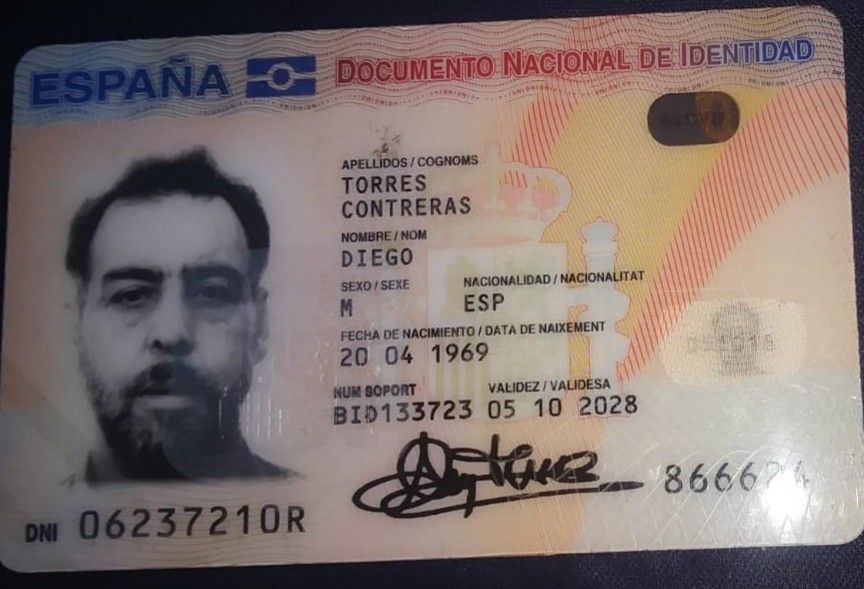 ESPAÑA DOCUMENTO NACIONAL DE IDENTIDAD
APELLIDOS / COGNOMS
TORRES
CONTRERAS
NOMBRE / NOM
DIEGO
SEXO / SEXE NACIONALIDAD / NACIONALITAT
M ESP
FECHA DE NACIMIENTO / DATA DE NAIXEMENT
20 04 1969
NUM SOPORT VALIDEZ / VALIDESA
BID133723 05 10 2028
DNI 06237210R